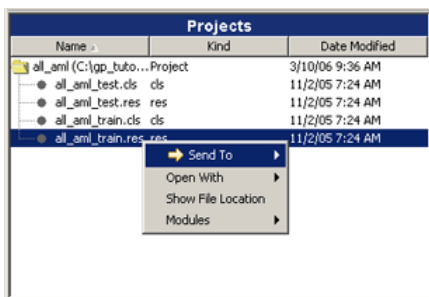 Projects
Name Kind Date Modified
all_aml (C:\gp_tuto... Project 3/10/06 9:36 AM
all_aml_test.cls cls 11/2/05 7:24 AM
all_aml_test.res res 11/2/05 7:24 AM
all_aml_train.cls cls 11/2/05 7:24 AM
all_aml_train.res res 11/2/05 7:24 AM
Send To
Open With
Show File Location
Modules